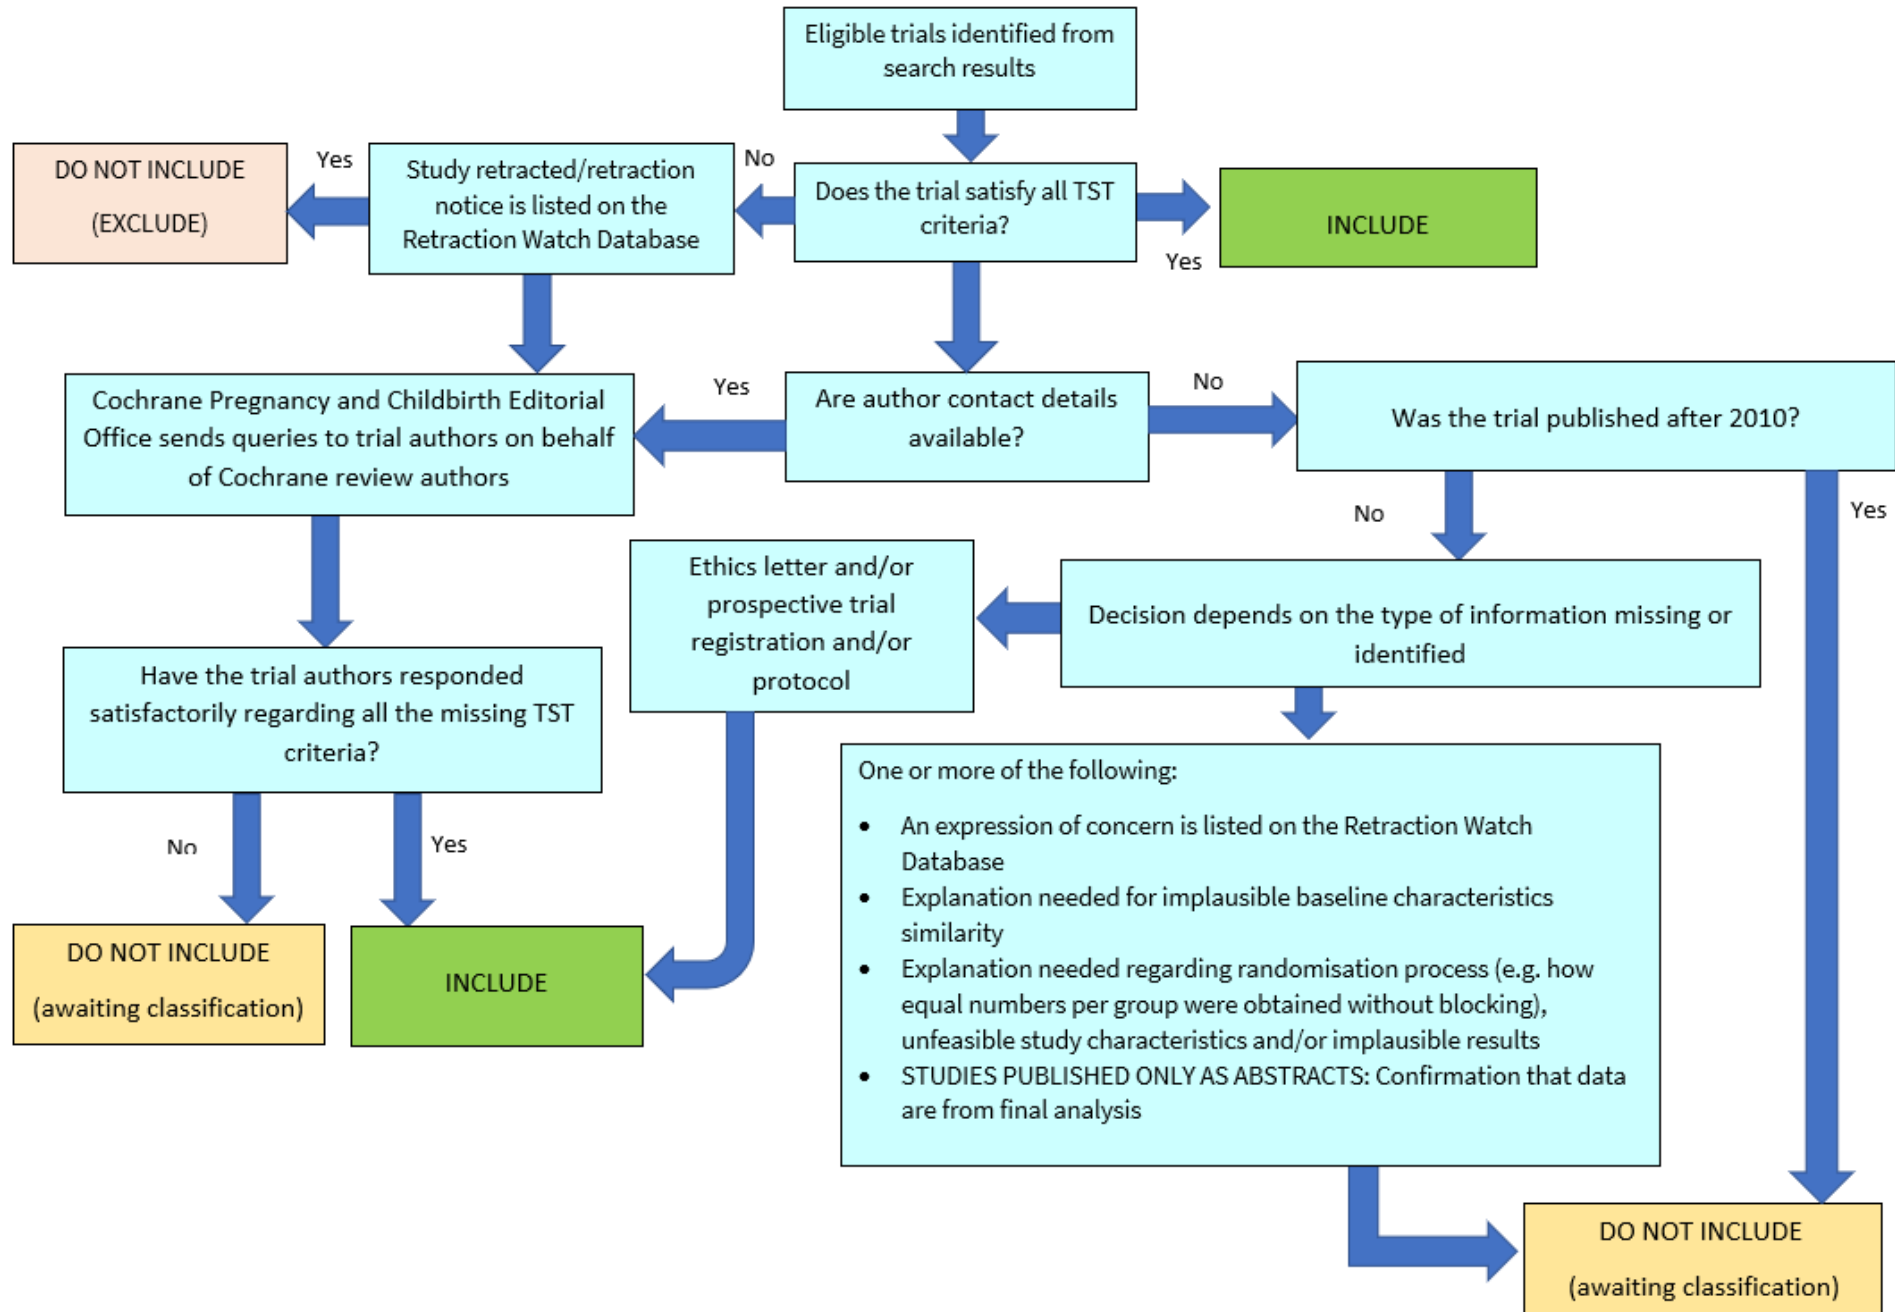 Eligible trials identified from
search results
DO NOT INCLUDE
(EXCLUDE)
Yes
Study retracted/retraction
notice is listed on the
Retraction Watch Database
No
Does the trial satisfy all TST
criteria?
Yes
INCLUDE
Cochrane Pregnancy and Childbirth Editorial
Office sends queries to trial authors on behalf
of Cochrane review authors
Yes
Are author contact details
available?
No
Was the trial published after 2010?
No
Yes
Ethics letter and/or
prospective trial
registration and/or
protocol
Decision depends on the type of information missing or
identified
Have the trial authors responded
satisfactorily regarding all the missing TST
criteria?
One or more of the following:
• An expression of concern is listed on the Retraction Watch
Database
• Explanation needed for implausible baseline characteristics
similarity
• Explanation needed regarding randomisation process (e.g. how
equal numbers per group were obtained without blocking),
unfeasible study characteristics and/or implausible results
• STUDIES PUBLISHED ONLY AS ABSTRACTS: Confirmation that data
are from final analysis
No
Yes
DO NOT INCLUDE
(awaiting classification)
INCLUDE
DO NOT INCLUDE
(awaiting classification)